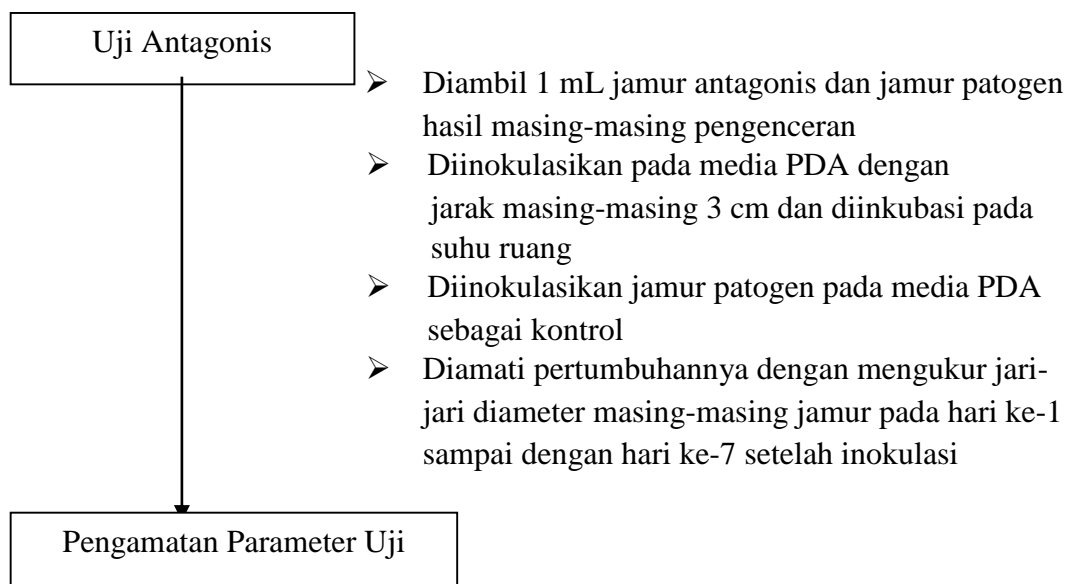 Uji Antagonis
➢ Diambil 1 mL jamur antagonis dan jamur patogen
hasil masing-masing pengenceran
➢ Diinokulasikan pada media PDA dengan
jarak masing-masing 3 cm dan diinkubasi pada
suhu ruang
➢ Diinokulasikan jamur patogen pada media PDA
sebagai kontrol
➢ Diamati pertumbuhannya dengan mengukur jari-
jari diameter masing-masing jamur pada hari ke-1
sampai dengan hari ke-7 setelah inokulasi
Pengamatan Parameter Uji